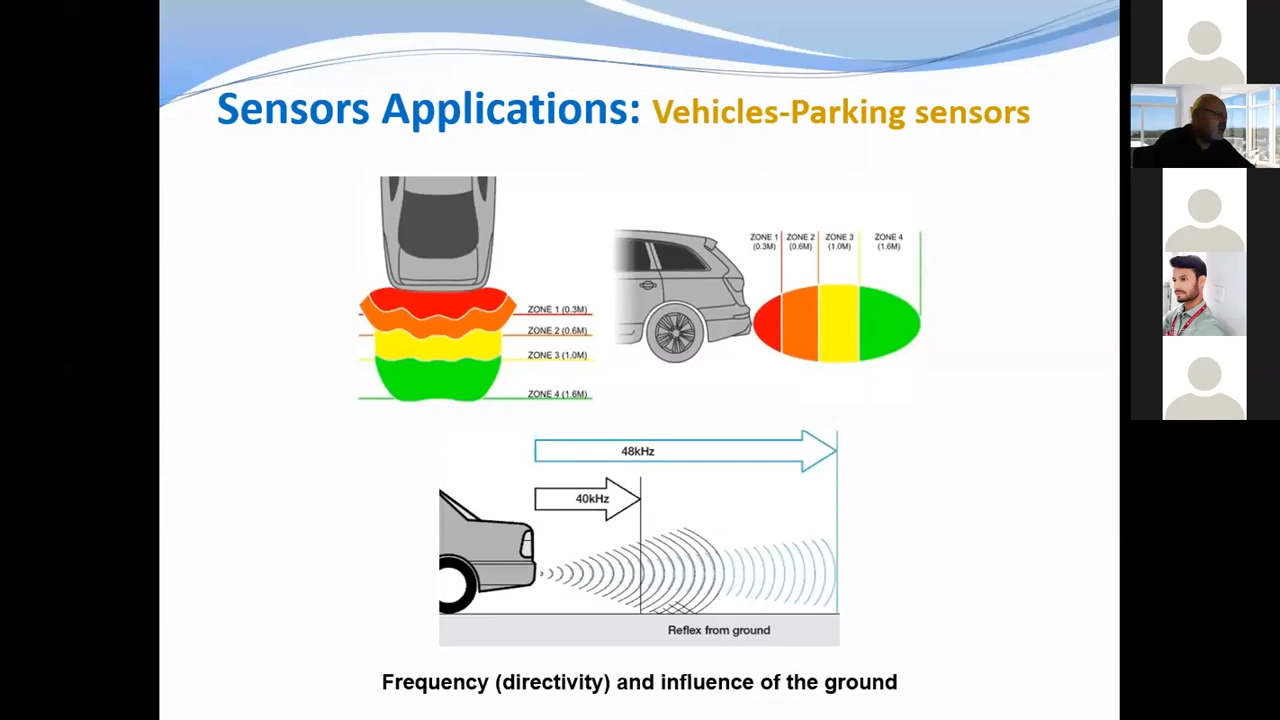 Sensors Applications: Vehicles-Parking sensors
ZONE 1 (0.3M)
ZONE 2 (0.6M)
ZONE 3 (1.0M)
ZONE 4 (1.6M)
ZONE 1 ZONE 2 ZONE 3 ZONE 4
(0.3M) (0.6M) (1.0M) (1.6M)
48kHz
40kHz
Reflex from ground
Frequency (directivity) and influence of the ground